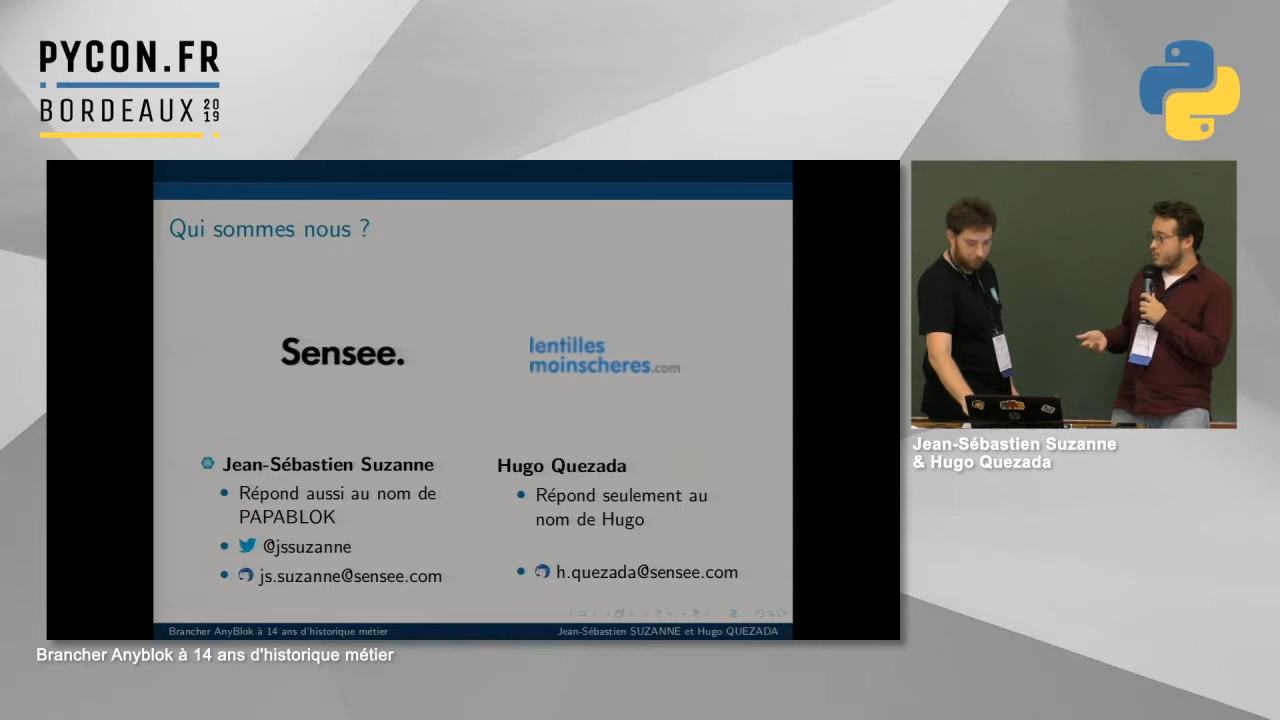 PYCON.FR
BORDEAUX 2019
Qui sommes nous ?
Sensee.
lentilles
moinscheres.com
Jean-Sébastien Suzanne
Répond aussi au nom de
PAPABLOK
@jssuzanne
js.suzanne@sensee.com
Hugo Quezada
Répond seulement au
nom de Hugo
h.quezada@sensee.com
Brancher AnyBlok à 14 ans d'historique métier
Jean-Sébastien SUZANNE et Hugo QUEZADA
Jean-Sébastien Suzanne
& Hugo Quezada
Brancher Anyblok à 14 ans d'historique métier